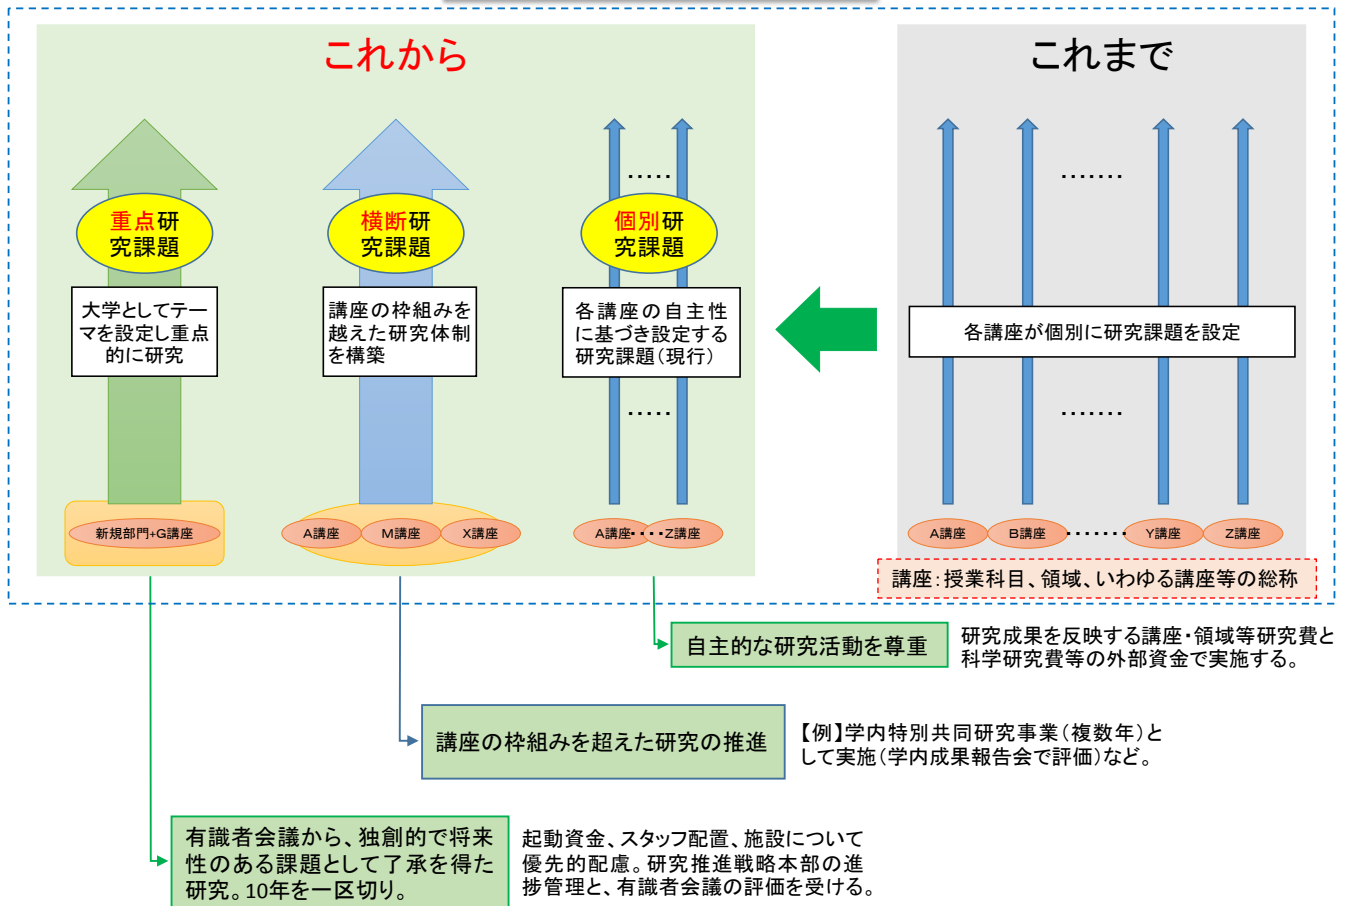 これから
重点研
究課題
大学としてテー
マを設定し重点
的に研究
新規部門+G講座
横断研
究課題
講座の枠組みを
越えた研究体制
を構築
A講座
M講座
X講座
.....
個別研
究課題
各講座の自主性
に基づき設定する
研究課題(現行)
.....
A講座・・・・Z講座
これまで
.......
各講座が個別に研究課題を設定
.......
A講座
B講座
.......
Y講座
Z講座
講座:授業科目、領域、いわゆる講座等の総称
自主的な研究活動を尊重
研究成果を反映する講座・領域等研究費と
科学研究費等の外部資金で実施する。
講座の枠組みを超えた研究の推進
【例】学内特別共同研究事業(複数年)と
して実施(学内成果報告会で評価)など。
有識者会議から、独創的で将来
性のある課題として了承を得た
研究。10年を一区切り。
起動資金、スタッフ配置、施設について
優先的配慮。研究推進戦略本部の進
捗管理と、有識者会議の評価を受ける。